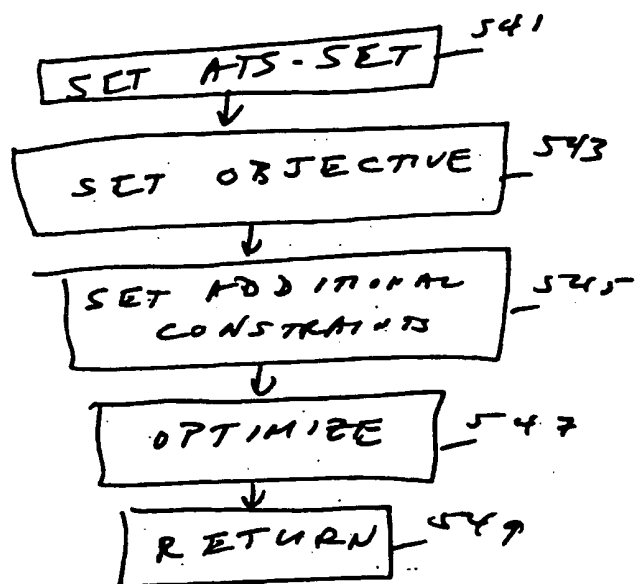 SET ATS-SET
541
SET OBJECTIVE
543
SET ADDITIONAL
CONSTRAINTS
545
OPTIMIZE
547
RETURN
549